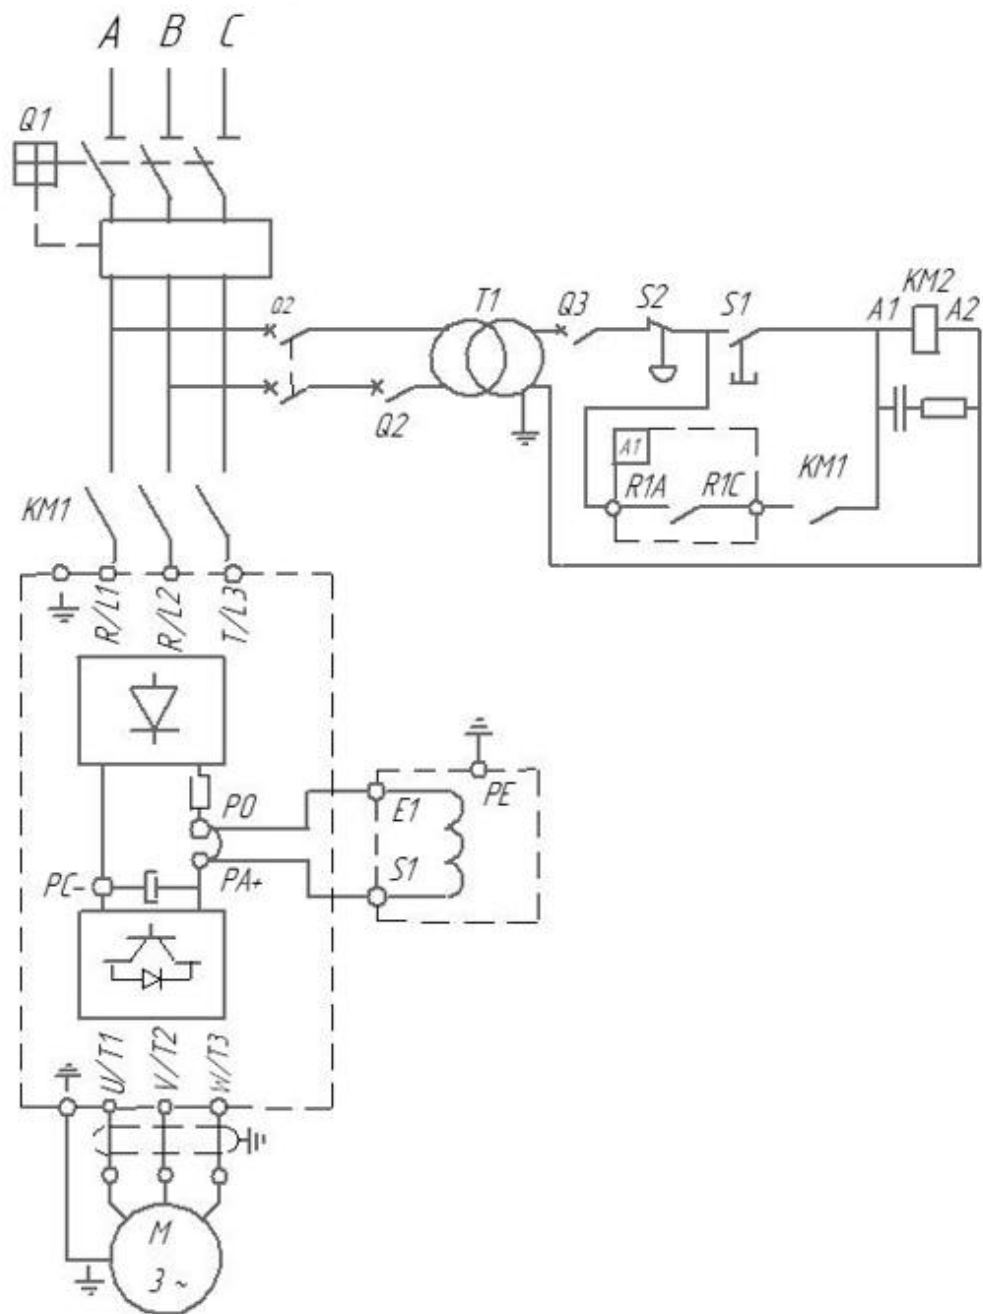 A B C
Q1
Q2
T1
Q3
S2
S1
A1
KM2
A2
Q2
A1
R1A
R1C
KM1
KM1
R/L1
R/L2
T/L3
PO
PE
E1
S1
PC-
PA+
U/T1
V/T2
W/T3
M
3 ~